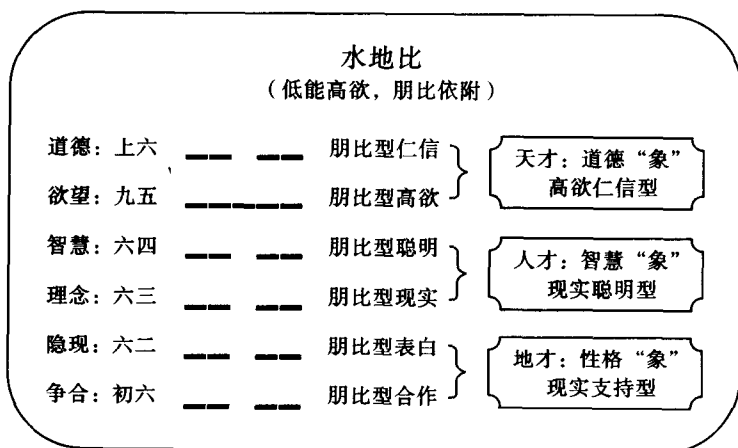 水地比
（低能高欲，朋比依附）
道德：上六 朋比型仁信
欲望：九五 朋比型高欲
天才：道德“象”
高欲仁信型
智慧：六四 朋比型聪明
理念：六三 朋比型现实
人才：智慧“象”
现实聪明型
隐现：六二 朋比型表白
争合：初六 朋比型合作
地才：性格“象”
现实支持型